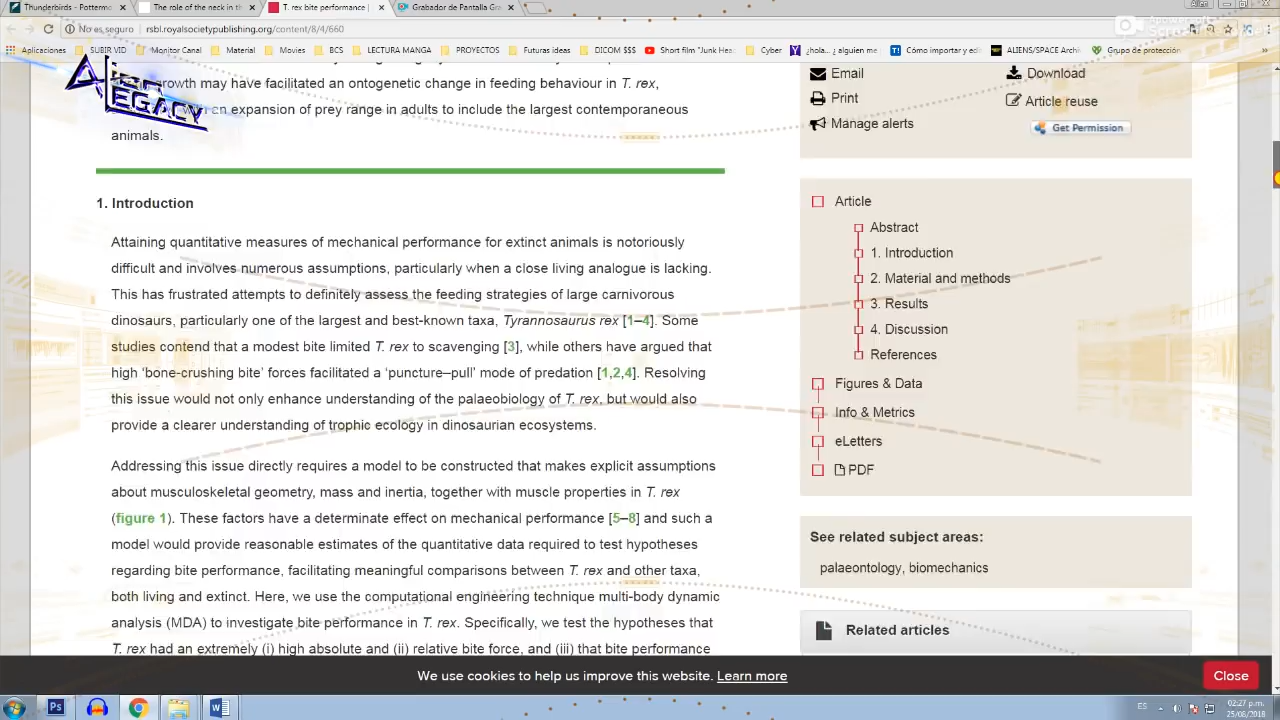 Thunderbirds - Pottermo
The role of the neck in th
T. rex bite performance |
Grabador de Pantalla Gra
No es seguro
rsbl.royalsocietypublishing.org/content/8/4/660
Aplicaciones
SUBIR VID
Monitor Canal
Material
Movies
BCS
LECTURA MANGA
PROYECTOS
Futuras ideas
DICOM $$$
Short film "Junk Hea
Cyber
¿hola.. ¿ alguien m
Cómo importar y edi
ALIENS/SPACE Archi
Grupo de protección
LEGACY
growth may have facilitated an ontogenetic change in feeding behaviour in T. rex,
an expansion of prey range in adults to include the largest contemporaneous
animals.
1. Introduction
Attaining quantitative measures of mechanical performance for extinct animals is notoriously
difficult and involves numerous assumptions, particularly when a close living analogue is lacking.
This has frustrated attempts to definitely assess the feeding strategies of large carnivorous
dinosaurs, particularly one of the largest and best-known taxa, Tyrannosaurus rex [1–4]. Some
studies contend that a modest bite limited T. rex to scavenging [3], while others have argued that
high ‘bone-crushing bite’ forces facilitated a ‘puncture–pull’ mode of predation [1,2,4]. Resolving
this issue would not only enhance understanding of the palaeobiology of T. rex, but would also
provide a clearer understanding of trophic ecology in dinosaurian ecosystems.
Addressing this issue directly requires a model to be constructed that makes explicit assumptions
about musculoskeletal geometry, mass and inertia, together with muscle properties in T. rex
(figure 1). These factors have a determinate effect on mechanical performance [5–8] and such a
model would provide reasonable estimates of the quantitative data required to test hypotheses
regarding bite performance, facilitating meaningful comparisons between T. rex and other taxa,
both living and extinct. Here, we use the computational engineering technique multi-body dynamic
analysis (MDA) to investigate bite performance in T. rex. Specifically, we test the hypotheses that
T. rex had an extremely (i) high absolute and (ii) relative bite force, and (iii) that bite performance
Email
Download
Print
Article reuse
Manage alerts
Get Permission
Article
Abstract
1. Introduction
2. Material and methods
3. Results
4. Discussion
References
Figures & Data
Info & Metrics
eLetters
PDF
See related subject areas:
palaeontology, biomechanics
Related articles
We use cookies to help us improve this website. Learn more
Close
ES
02:27 p.m.
25/08/2018